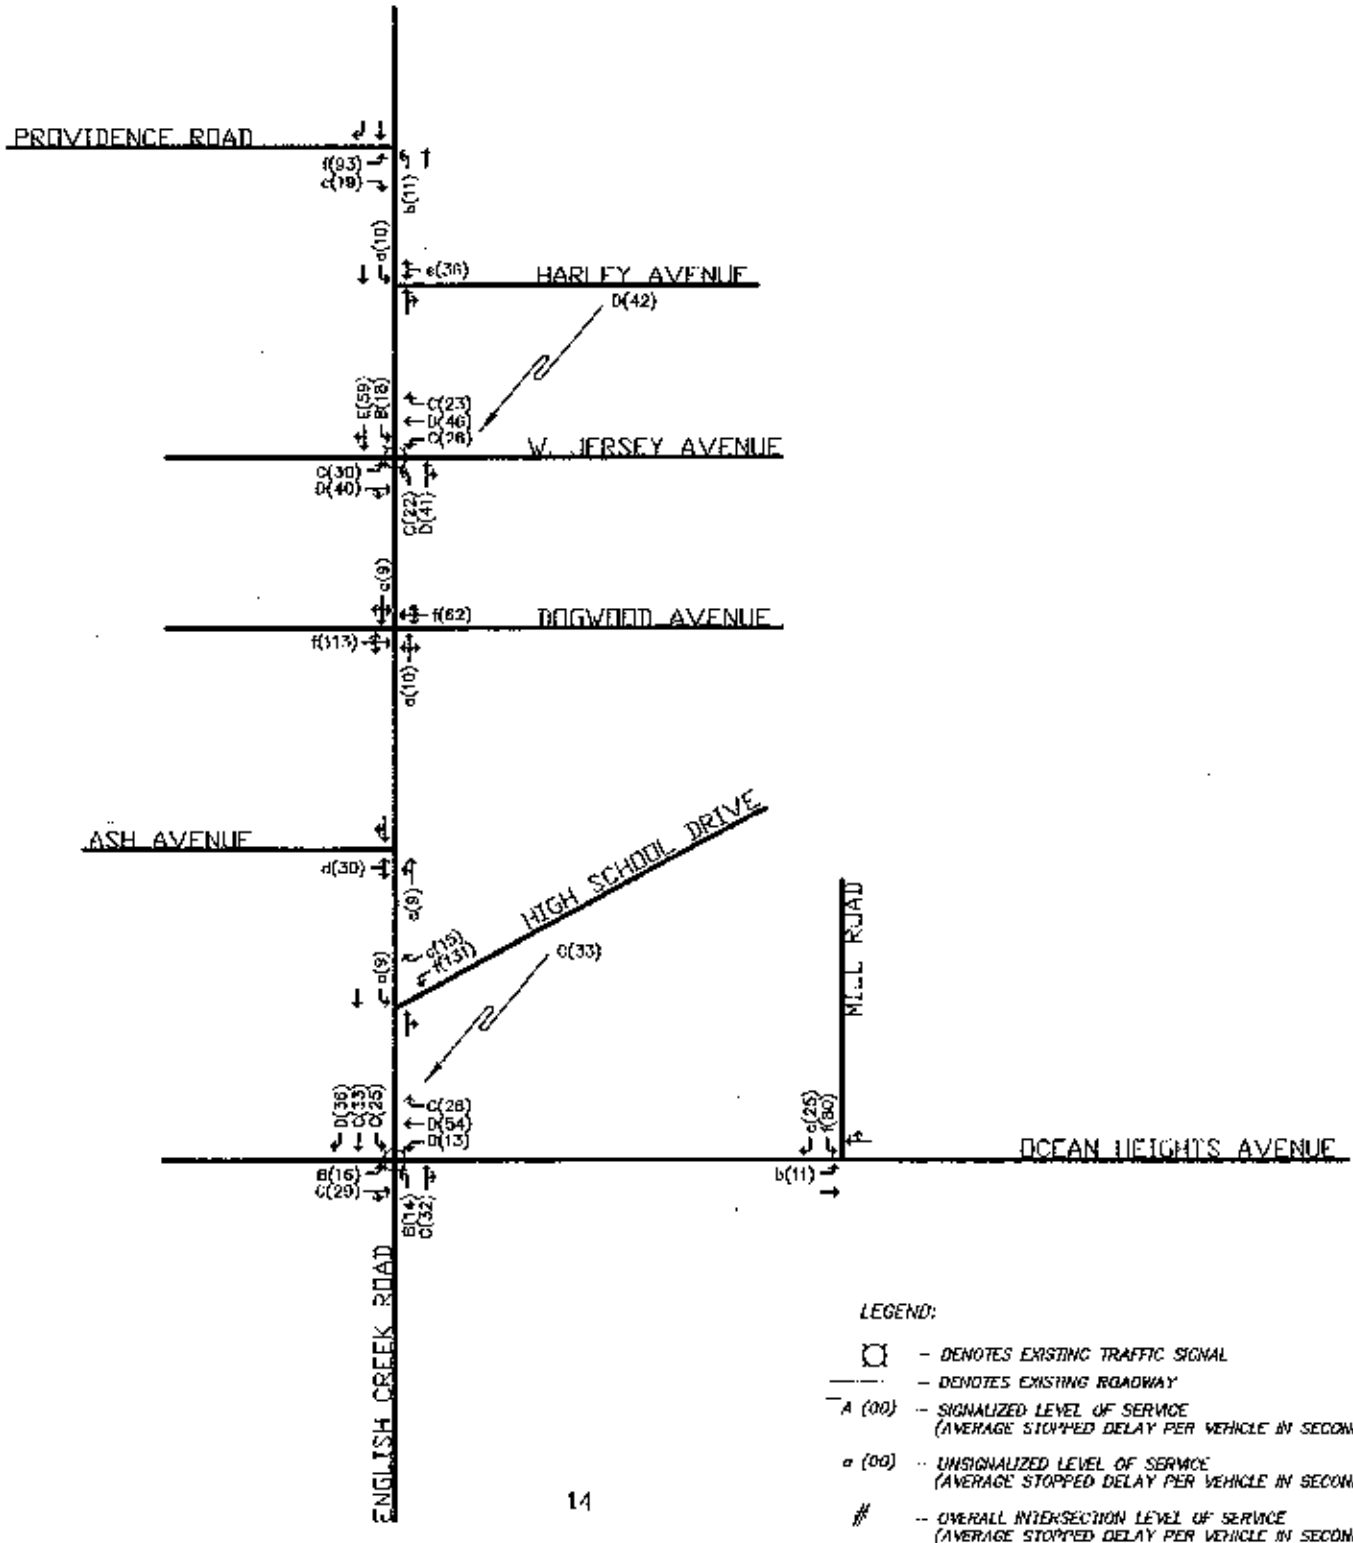 PROVIDENCE ROAD
f(93)
c(19)
b(11)
a(10)
e(36)
HARLEY AVENUE
D(42)
E(59)
B(18)
C(23)
D(46)
C(26)
W. JERSEY AVENUE
C(30)
D(40)
C(22)
D(41)
a(9)
f(62)
DOGWOOD AVENUE
f(113)
a(10)
ASH AVENUE
d(30)
a(9)
HIGH SCHOOL DRIVE
c(15)
f(131)
a(9)
C(33)
MILL ROAD
D(36)
C(25)
C(28)
D(54)
B(13)
e(25)
OCEAN HEIGHTS AVENUE
B(16)
C(29)
b(11)
B(14)
C(32)
ENGLISH CREEK ROAD
LEGEND:
- DENOTES EXISTING TRAFFIC SIGNAL
- DENOTES EXISTING ROADWAY
A (00) - SIGNALIZED LEVEL OF SERVICE
(AVERAGE STOPPED DELAY PER VEHICLE IN SECON
a (00) - UNSIGNALIZED LEVEL OF SERVICE
(AVERAGE STOPPED DELAY PER VEHICLE IN SECON
# - OVERALL INTERSECTION LEVEL OF SERVICE
(AVERAGE STOPPED DELAY PER VEHICLE IN SECON
14